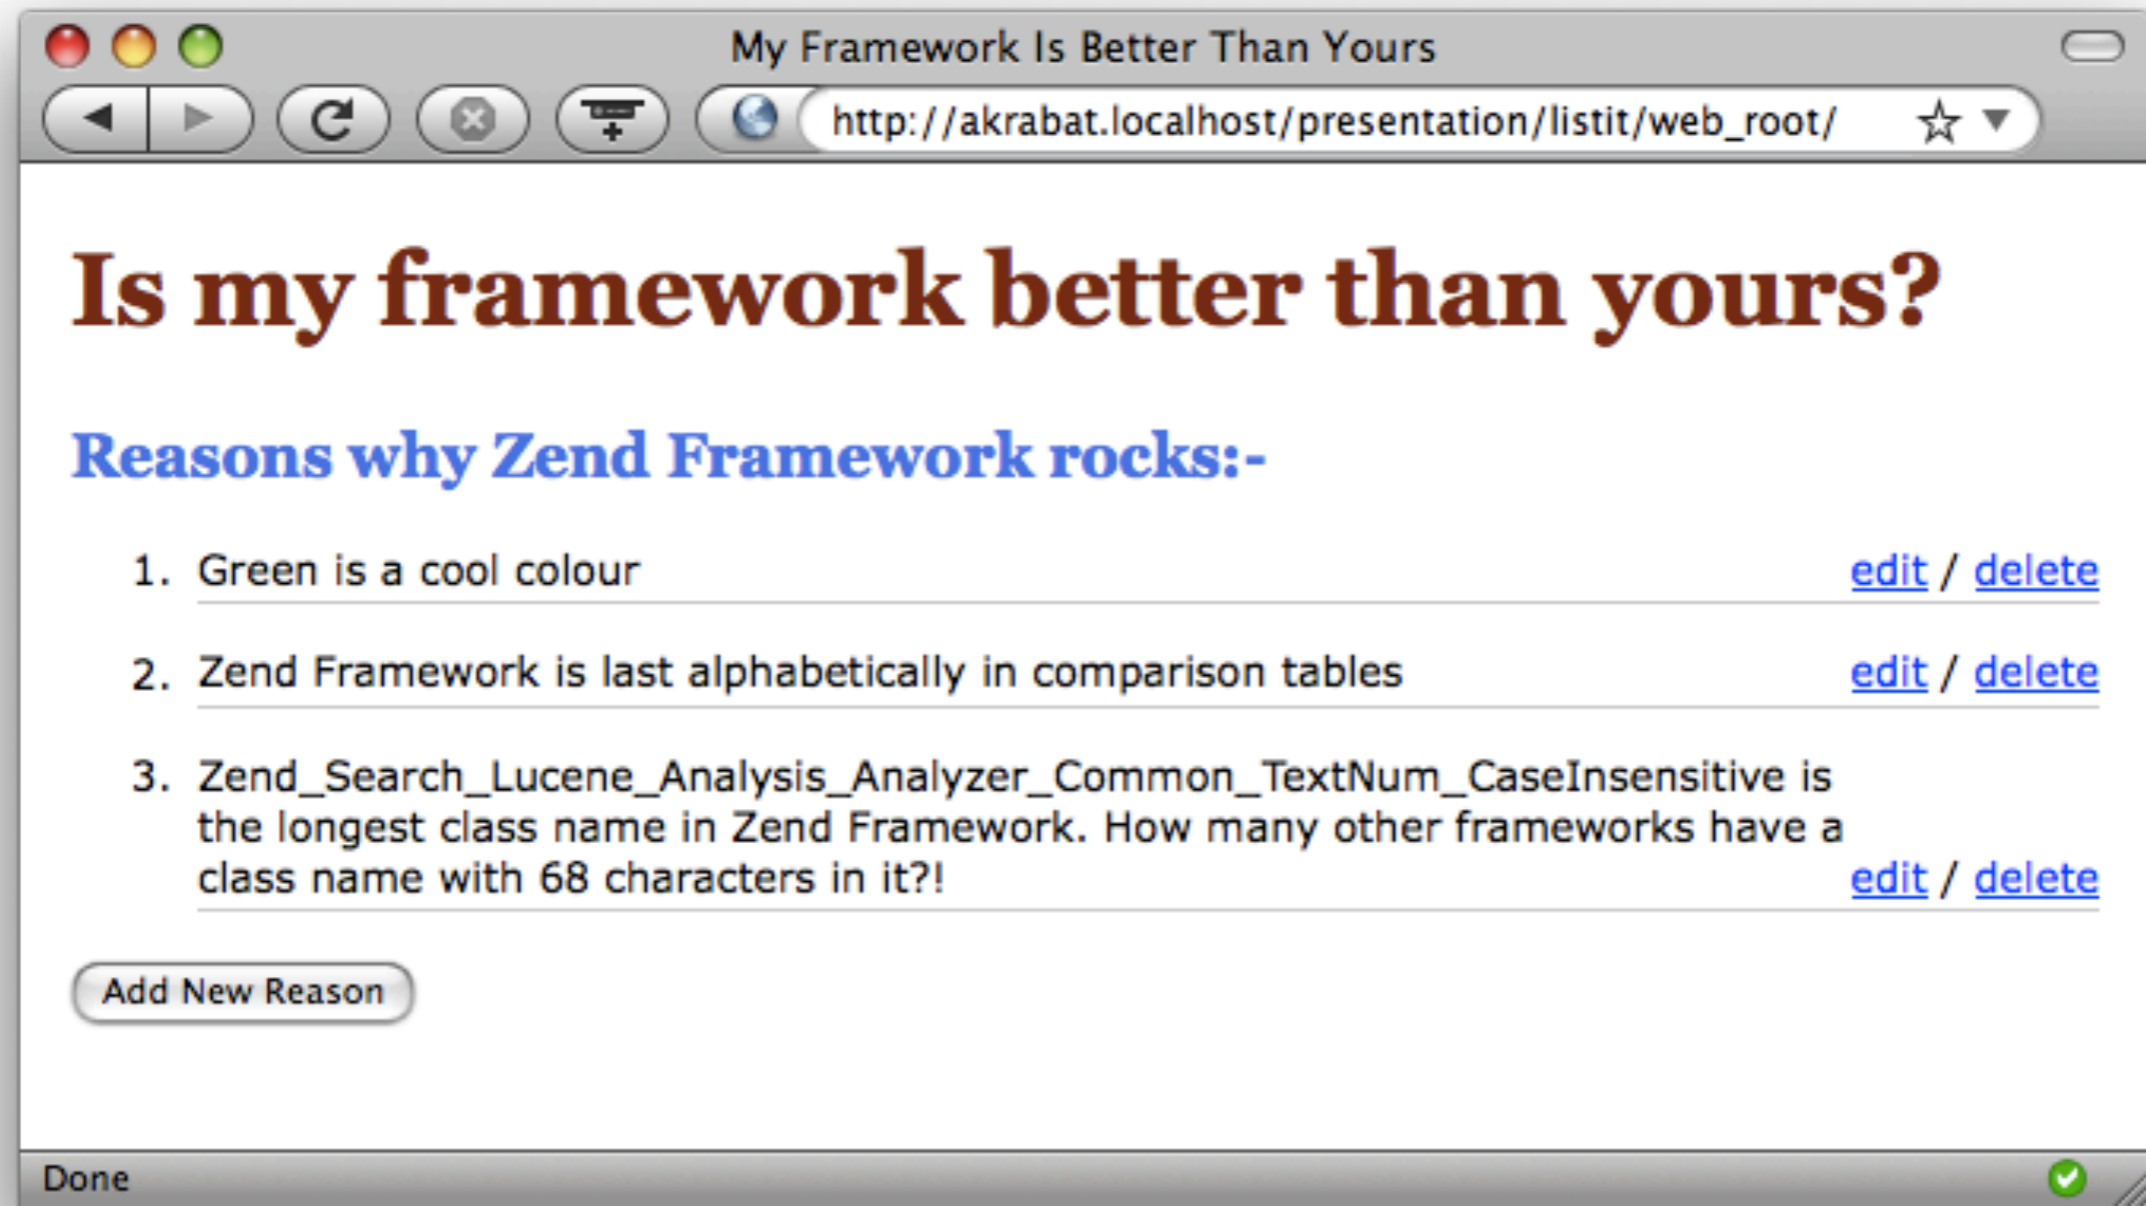 My Framework Is Better Than Yours
http://akrabat.localhost/presentation/listit/web_root/
Is my framework better than yours?
Reasons why Zend Framework rocks:-
1. Green is a cool colour edit / delete
2. Zend Framework is last alphabetically in comparison tables edit / delete
3. Zend_Search_Lucene_Analysis_Analyzer_Common_TextNum_CaseInsensitive is
the longest class name in Zend Framework. How many other frameworks have a
class name with 68 characters in it?! edit / delete
Add New Reason
Done